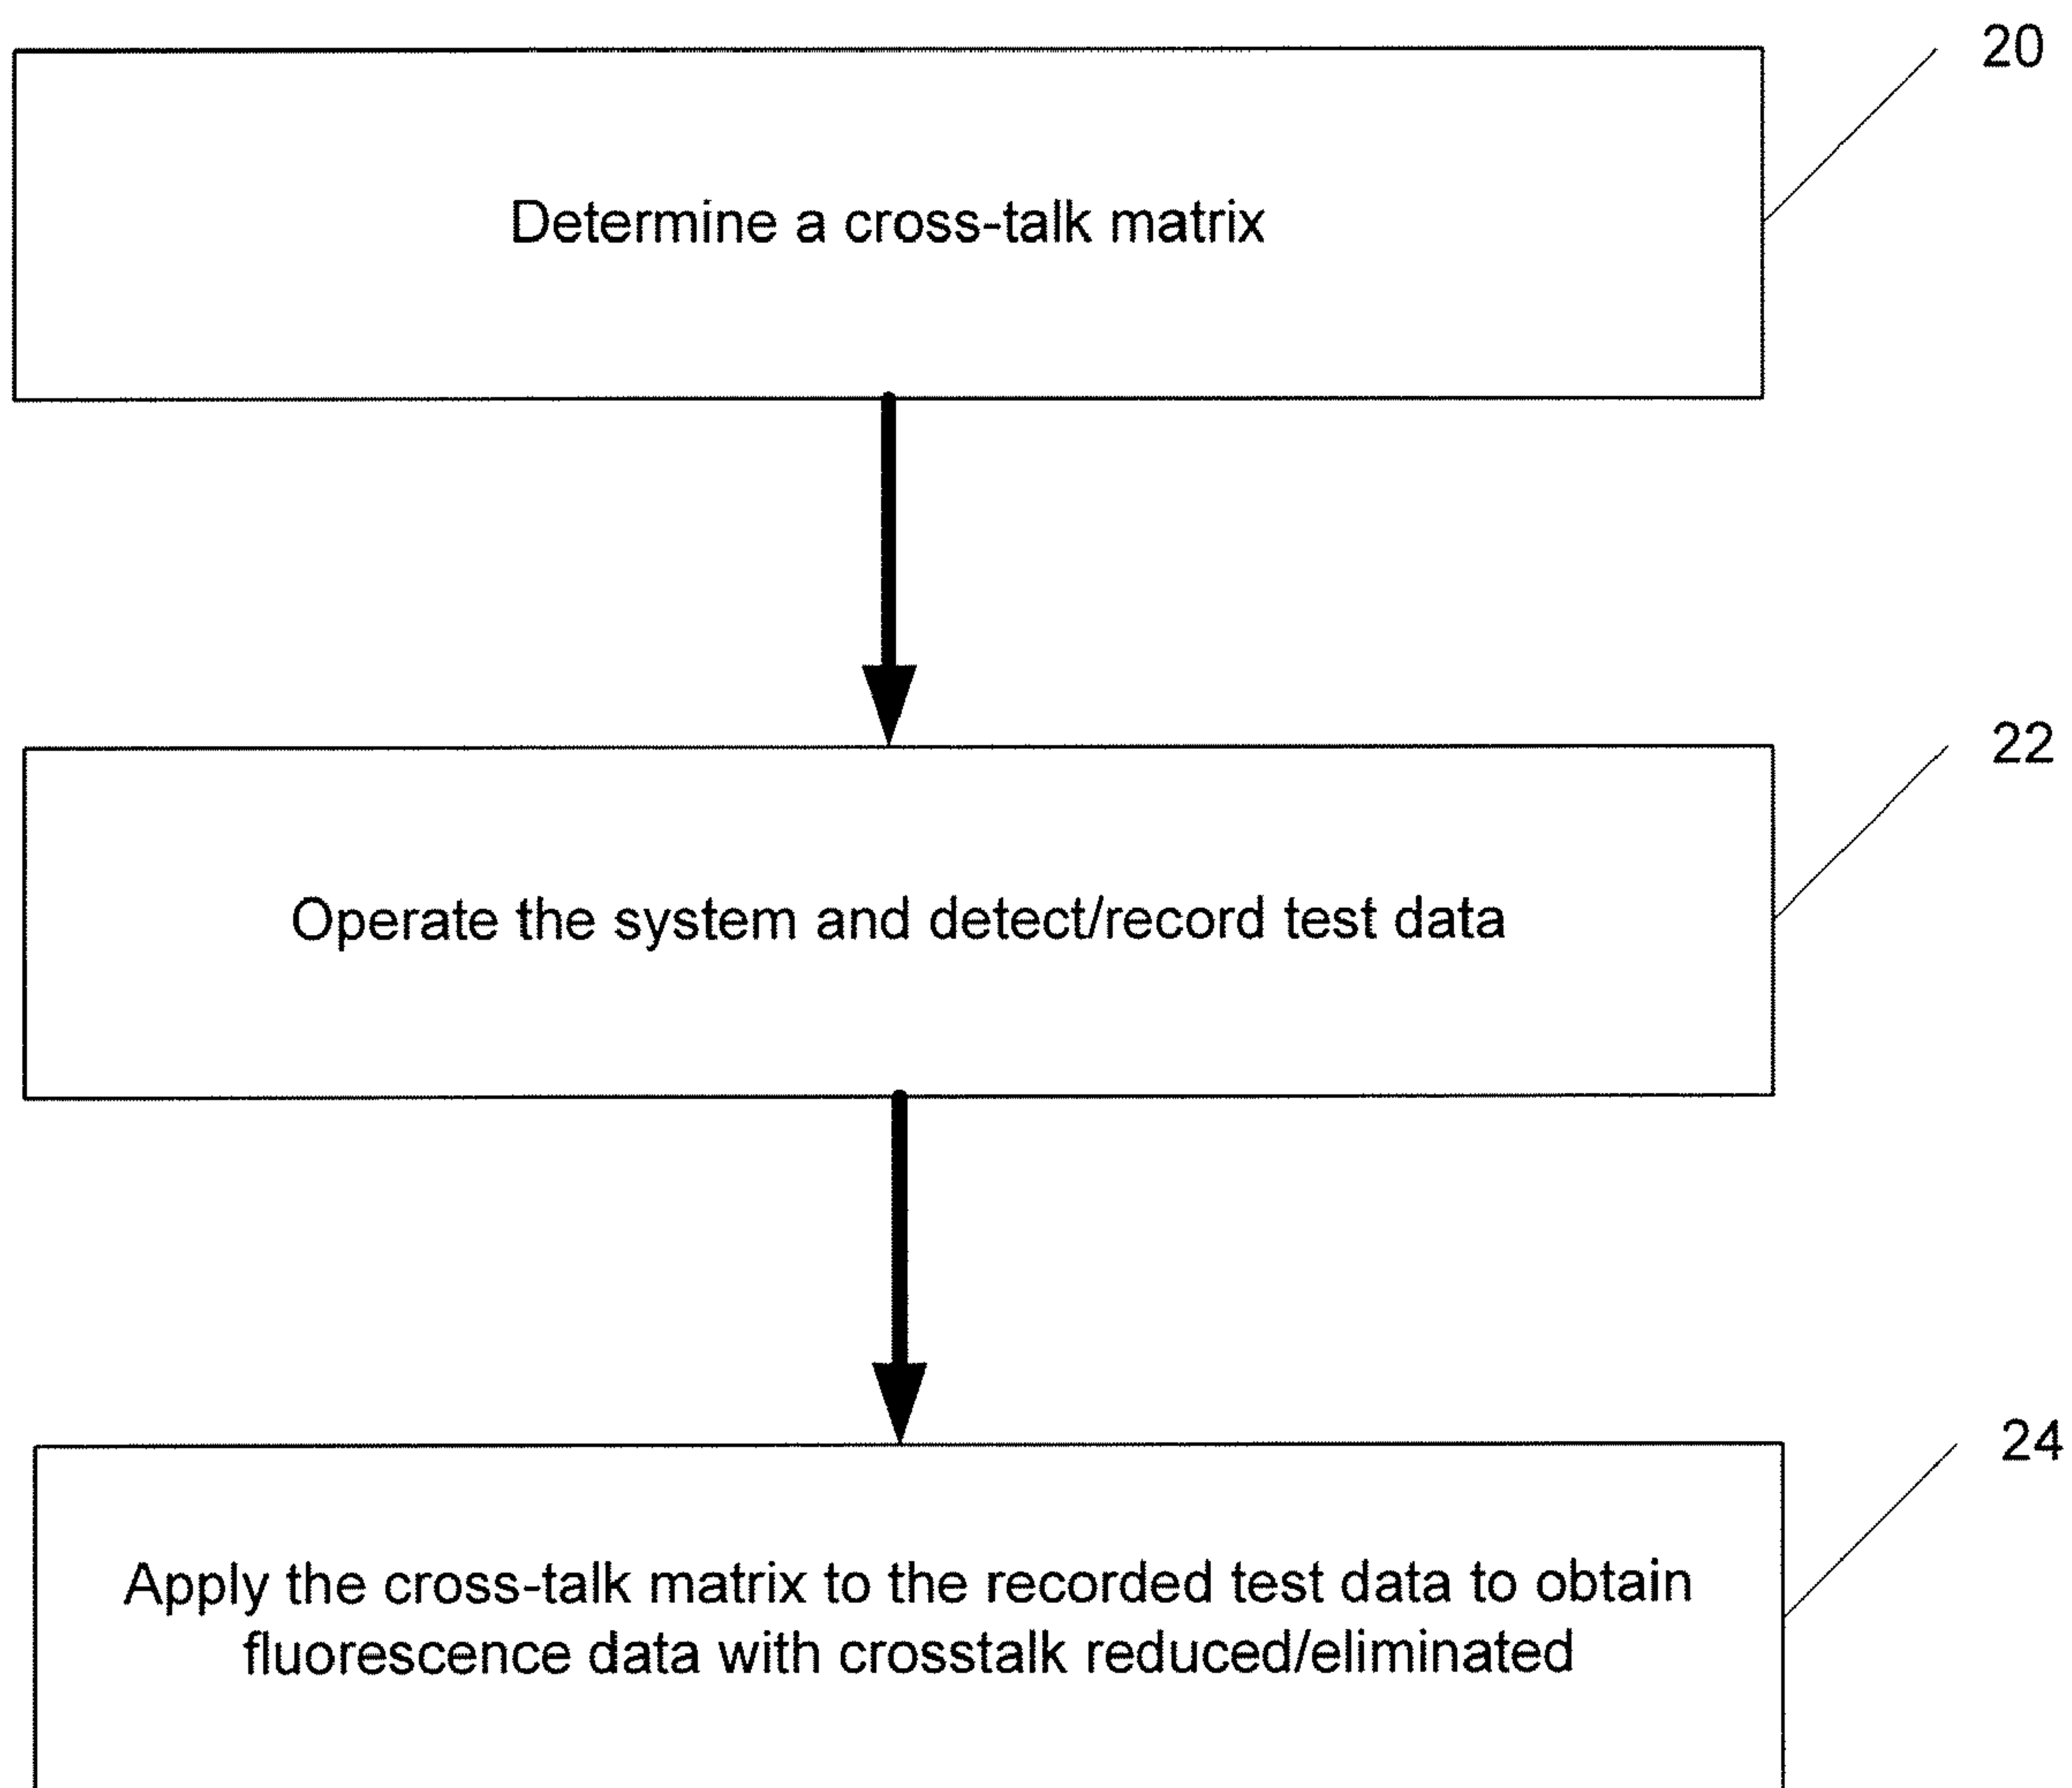 20
Determine a cross-talk matrix
22
Operate the system and detect/record test data
24
Apply the cross-talk matrix to the recorded test data to obtain
fluorescence data with crosstalk reduced/eliminated